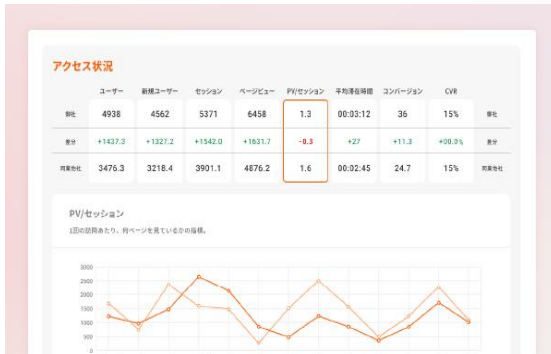 アクセス状況
ユーザー 新規ユーザー セッション ページビュー PV/セッション 平均滞在時間 コンバージョン CVR
御社 4938 4562 5371 6458 1.3 00:03:12 36 15% 御社
差分 +1437.3 +1327.2 +1542.0 +1631.7 -0.3 +27 +11.3 +00.0% 差分
同業他社 3476.3 3218.4 3901.1 4876.2 1.6 00:02:45 24.7 15% 同業他社
PV/セッション
1回の訪問あたり、何ページを見ているかの指標。
3000
2500
2000
1500
1000
500
0